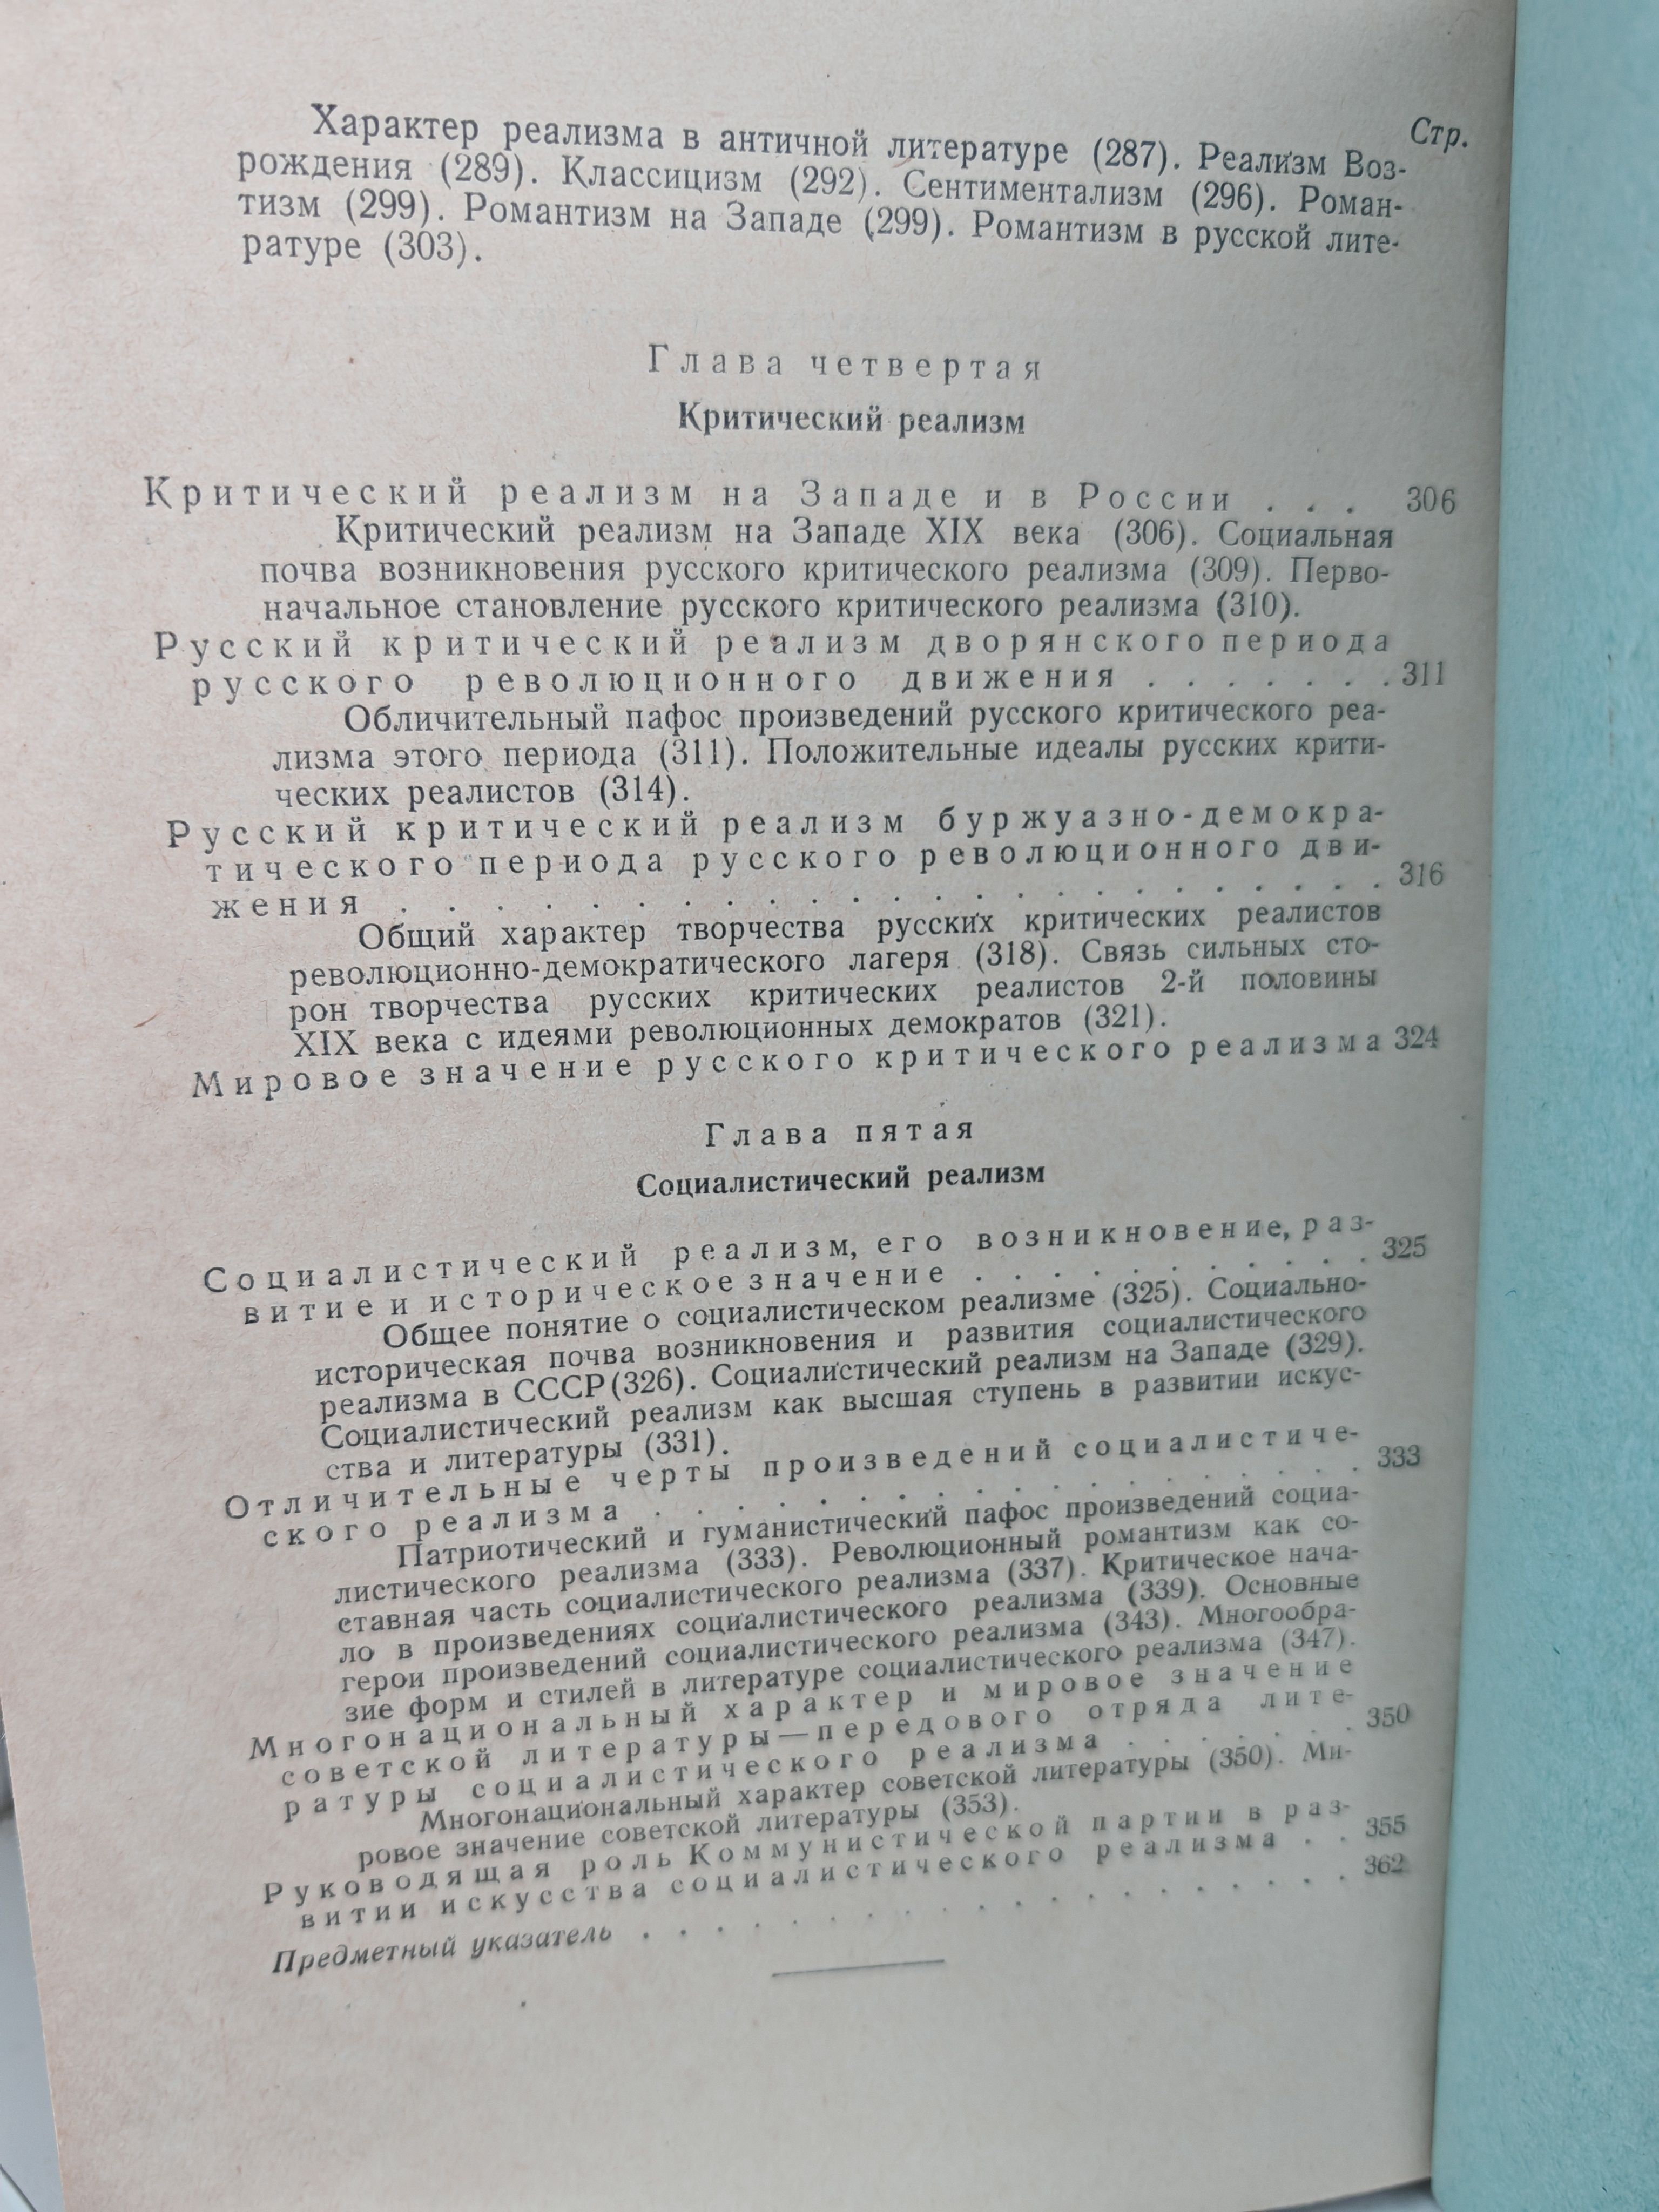 Стр.
Характер реализма в античной литературе (287). Реализм Воз-
рождения (289). Классицизм (292). Сентиментализм (296). Роман-
тизм (299). Романтизм на Западе (299). Романтизм в русской лите-
ратуре (303).
Глава четвертая
Критический реализм
Критический реализм на Западе и в России . . . 306
Критический реализм на Западе XIX века (306). Социальная
почва возникновения русского критического реализма (309). Перво-
начальное становление русского критического реализма (310).
Русский критический реализм дворянского периода
русского революционного движения . . . . . . . 311
Обличительный пафос произведений русского критического реа-
лизма этого периода (311). Положительные идеалы русских крити-
ческих реалистов (314).
Русский критический реализм буржуазно-демокра-
тического периода русского революционного дви-
жения . . . . . . . . . . . . . . . . . 316
Общий характер творчества русских критических реалистов
революционно-демократического лагеря (318). Связь сильных сто-
рон творчества русских критических реалистов 2-й половины
XIX века с идеями революционных демократов (321).
Мировое значение русского критического реализма 324
Глава пятая
Социалистический реализм
Социалистический реализм, его возникновение, раз-
витие и историческое значение . . . . . . . . . . . 325
Общее понятие о социалистическом реализме (325). Социально-
историческая почва возникновения и развития социалистического
реализма в СССР (326). Социалистический реализм на Западе (329).
Социалистический реализм как высшая ступень в развитии искус-
ства и литературы (331).
Отличительные черты произведений социалистиче-
ского реализма . . . . . . . . . . . . . . . . . 333
Патриотический и гуманистический пафос произведений социа-
листического реализма (333). Революционный романтизм как со-
ставная часть социалистического реализма (337). Критическое нача-
ло в произведениях социалистического реализма (339). Основные
герои произведений социалистического реализма (343). Многообра-
зие форм и стилей в литературе социалистического реализма (347).
Многонациональный характер и мировое значение
советской литературы — передового отряда лите-
ратуры социалистического реализма . . . . . . 350
Многонациональный характер советской литературы (350). Ми-
ровое значение советской литературы (353).
Руководящая роль Коммунистической партии в раз-
витии искусства социалистического реализма . . 355
Предметный указатель . . . . . . . . . . . . . . . . . 362